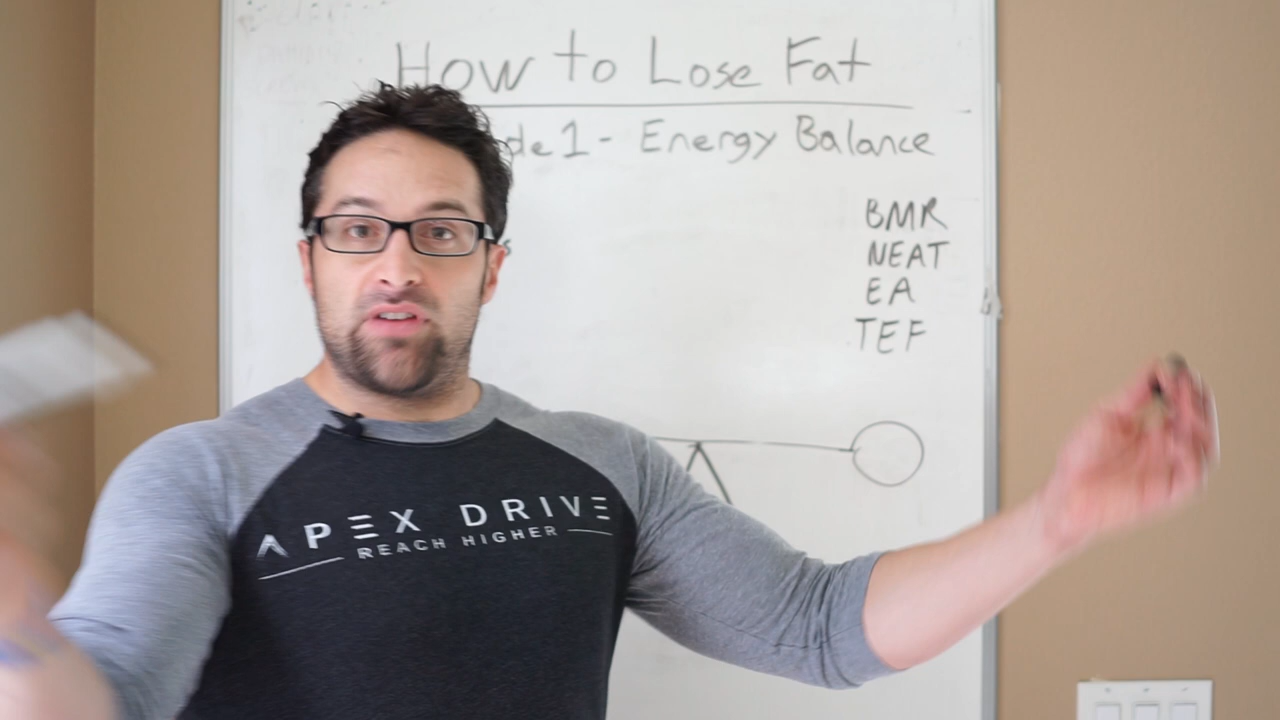 How to Lose Fat
de 1 - Energy Balance
BMR
NEAT
EA
TEF
APEX DRIVE
REACH HIGHER